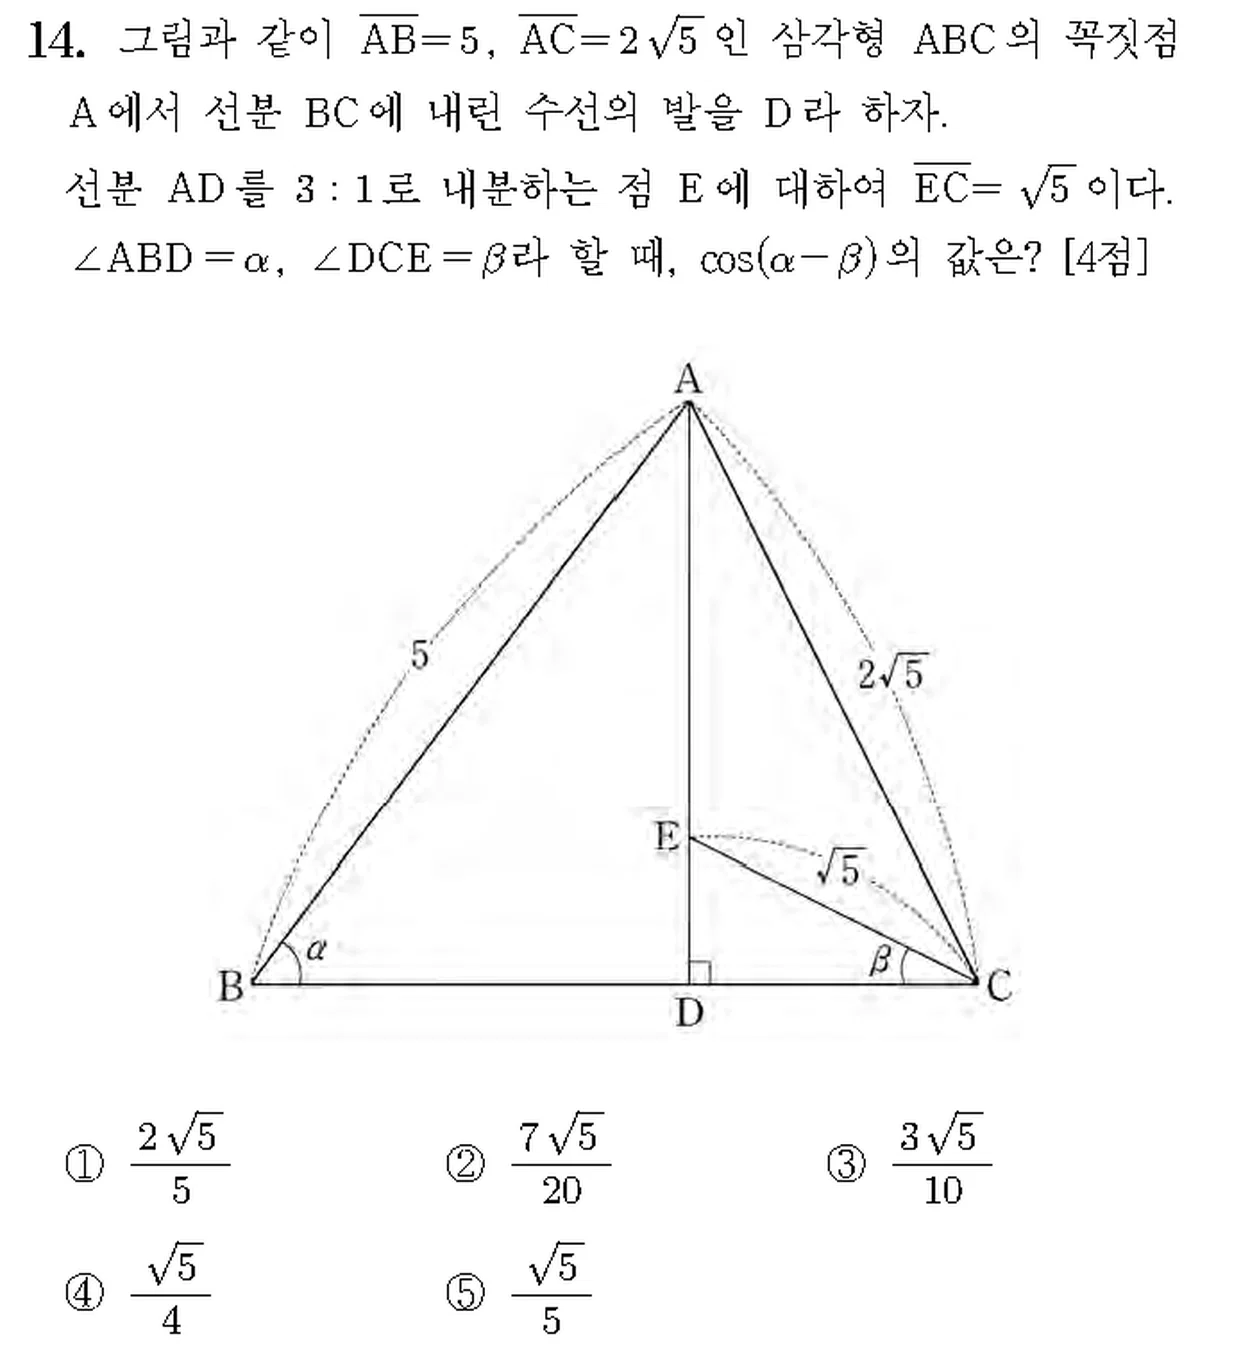 14. 그림과 같이 AB=5, AC=2√5인 삼각형 ABC의 꼭짓점
A에서 선분 BC에 내린 수선의 발을 D라 하자.
선분 AD를 3 : 1로 내분하는 점 E에 대하여 EC=√5이다.
∠ABD=α, ∠DCE=β라 할 때, cos(α-β)의 값은? [4점]
A
5
2√5
E
√5
α
β
B
C
D
① 2√5/5 ② 7√5/20 ③ 3√5/10
④ √5/4 ⑤ √5/5